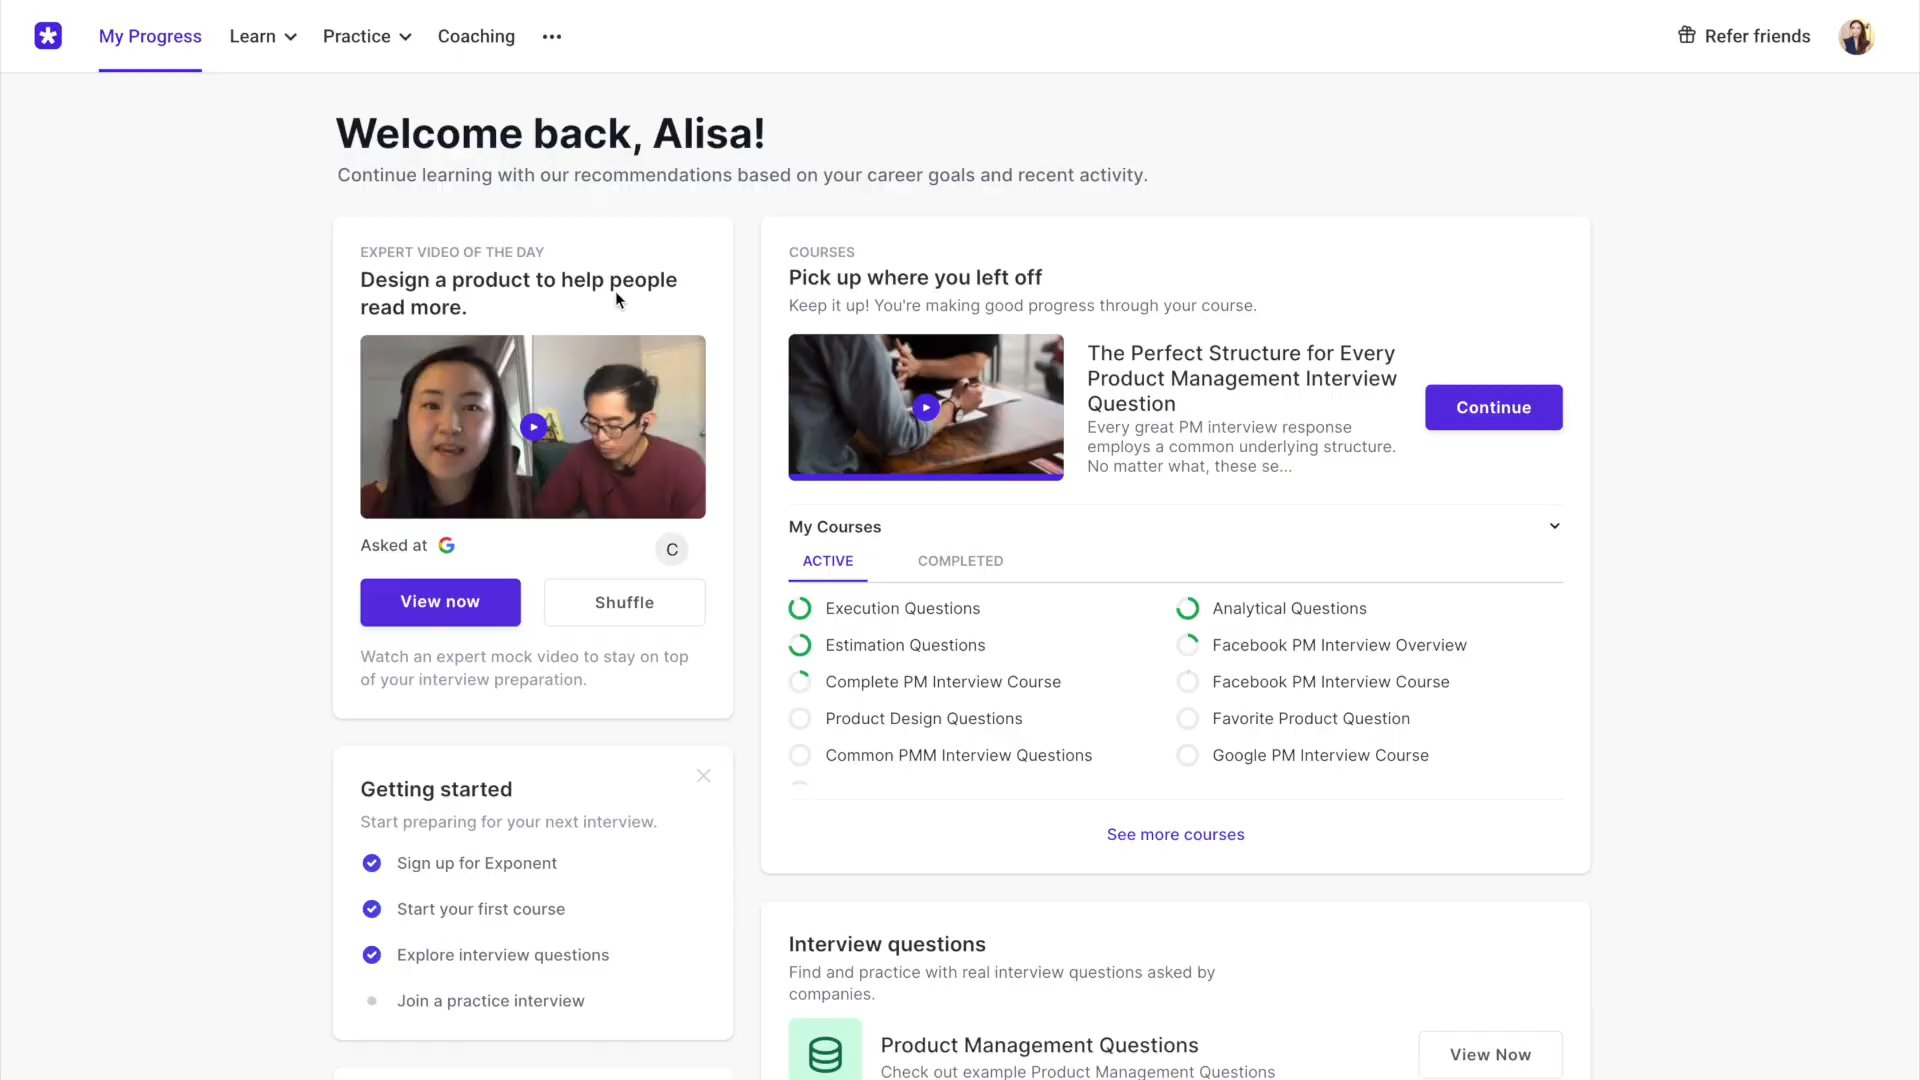 My Progress
Learn
Practice
Coaching
Refer friends
Welcome back, Alisa!
Continue learning with our recommendations based on your career goals and recent activity.
EXPERT VIDEO OF THE DAY
Design a product to help people
read more.
Asked at
C
View now
Shuffle
Watch an expert mock video to stay on top
of your interview preparation.
Getting started
Start preparing for your next interview.
Sign up for Exponent
Start your first course
Explore interview questions
Join a practice interview
COURSES
Pick up where you left off
Keep it up! You're making good progress through your course.
The Perfect Structure for Every
Product Management Interview
Question
Every great PM interview response
employs a common underlying structure.
No matter what, these se...
Continue
My Courses
ACTIVE
COMPLETED
Execution Questions
Analytical Questions
Estimation Questions
Facebook PM Interview Overview
Complete PM Interview Course
Facebook PM Interview Course
Product Design Questions
Favorite Product Question
Common PMM Interview Questions
Google PM Interview Course
See more courses
Interview questions
Find and practice with real interview questions asked by
companies.
Product Management Questions
Check out example Product Management Questions
View Now